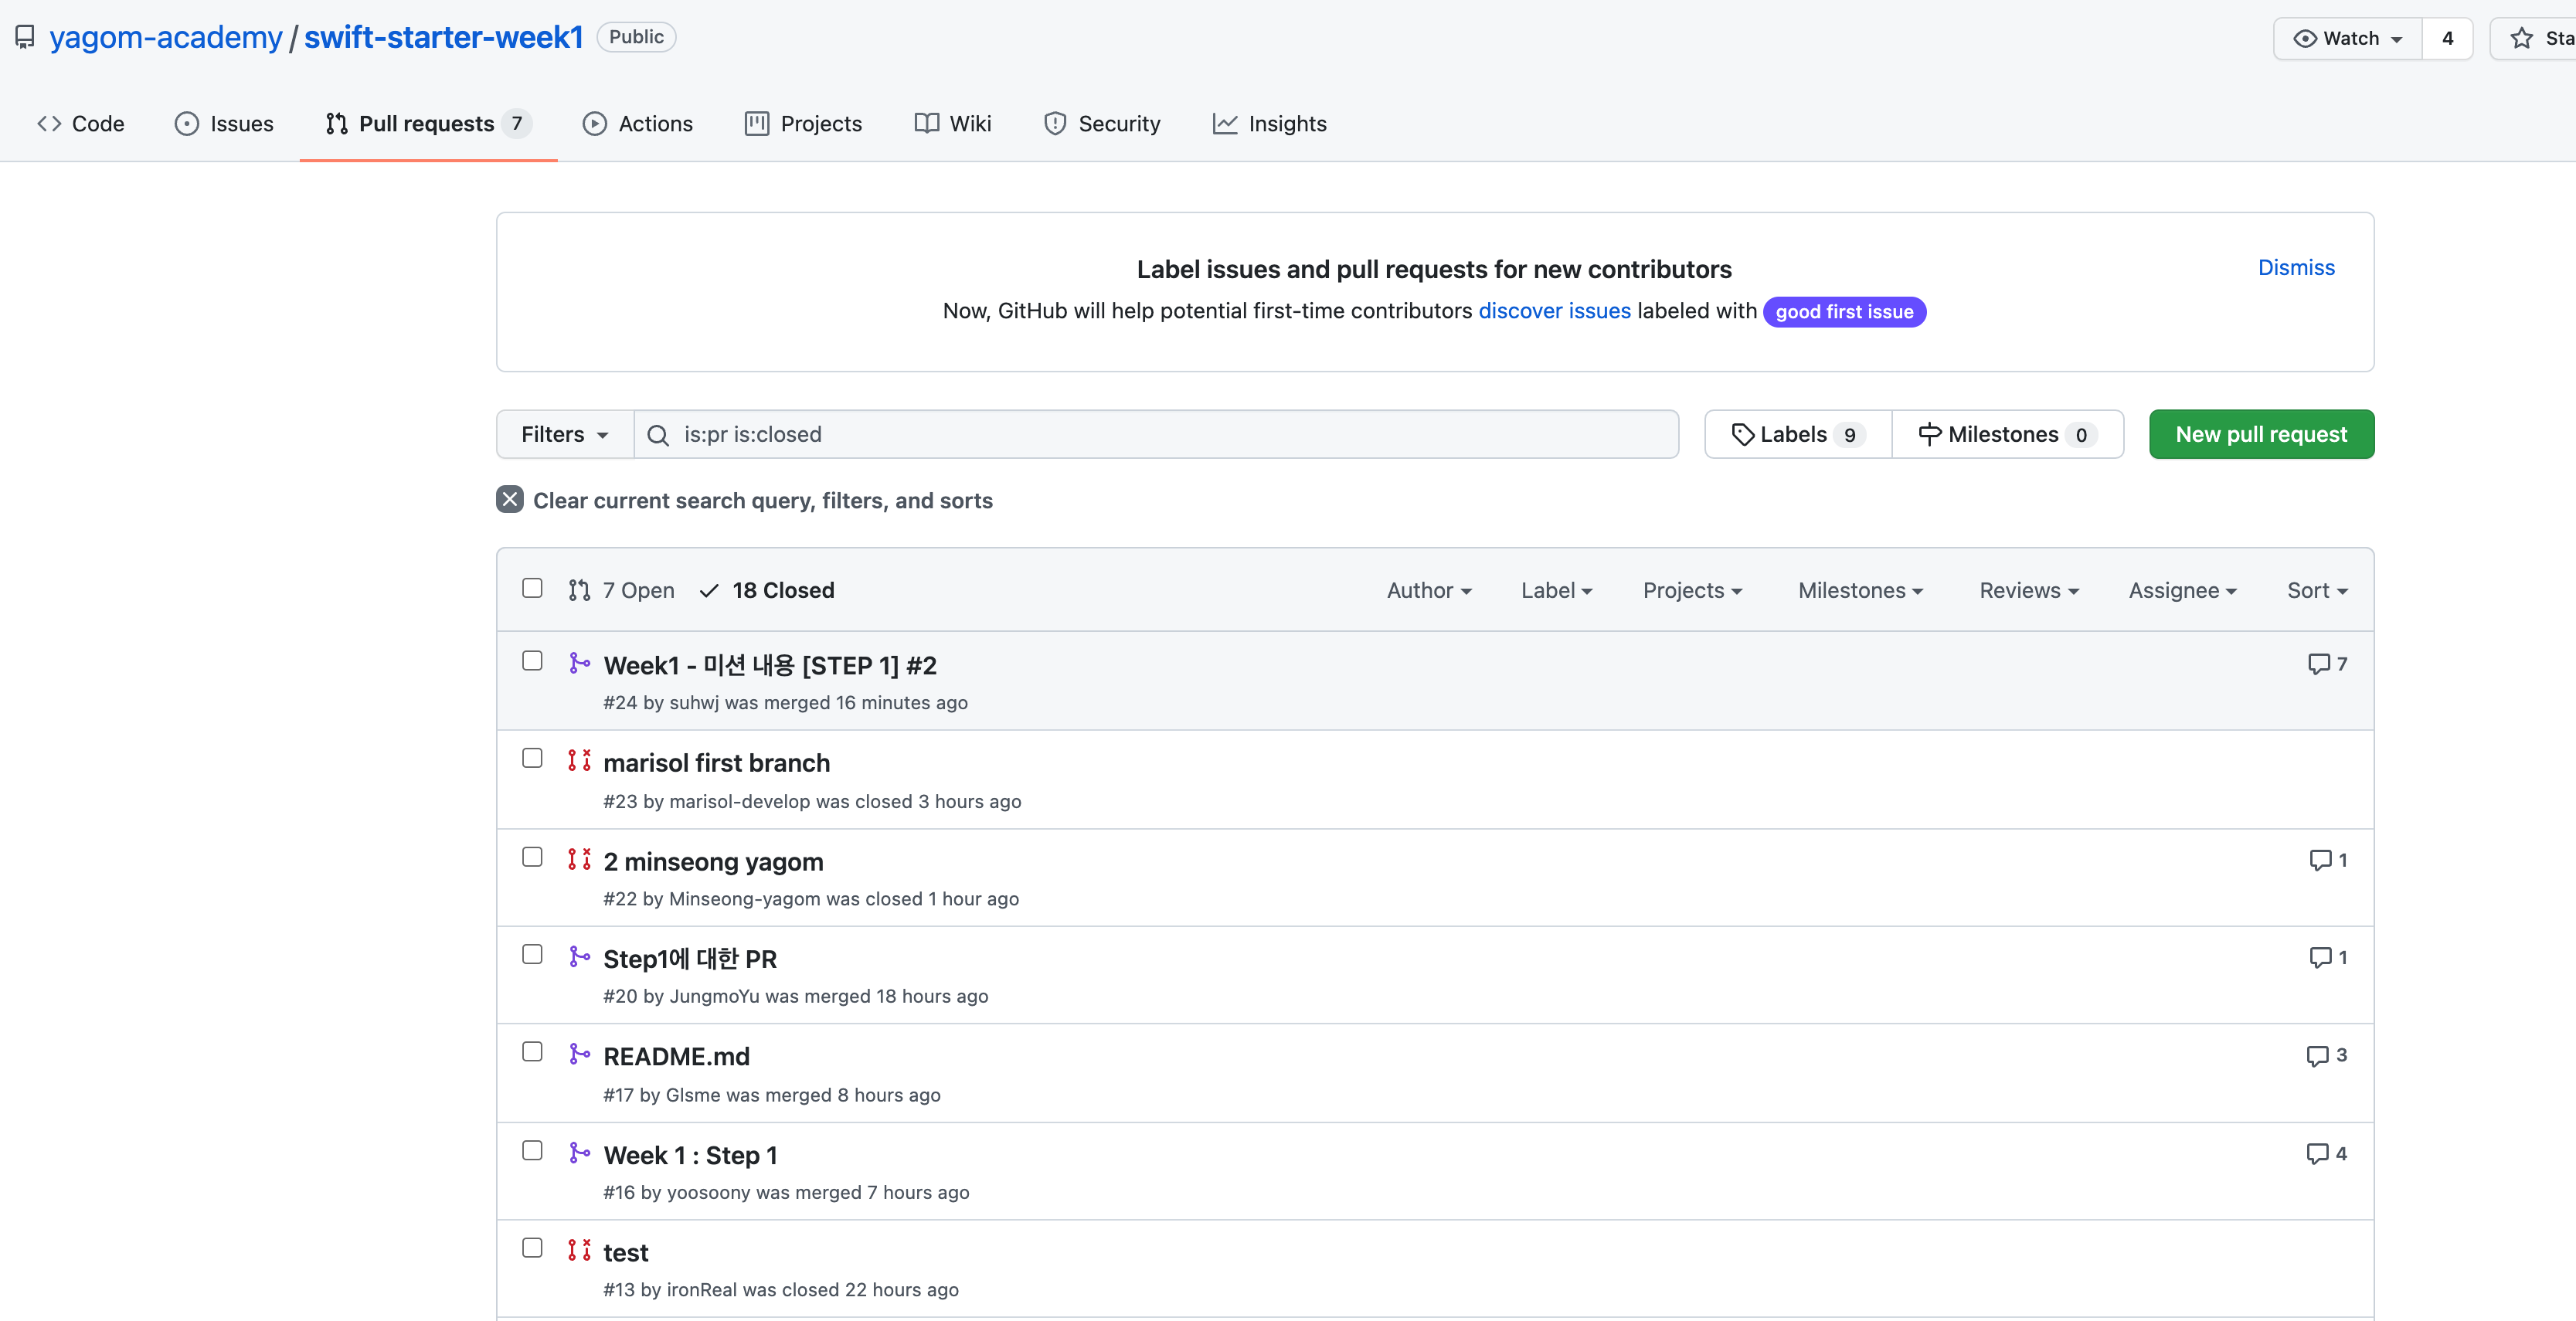 yagom-academy / swift-starter-week1 Public
Watch 4
Code Issues Pull requests 7 Actions Projects Wiki Security Insights
Label issues and pull requests for new contributors
Dismiss
Now, GitHub will help potential first-time contributors discover issues labeled with good first issue
Filters is:pr is:closed Labels 9 Milestones 0 New pull request
Clear current search query, filters, and sorts
7 Open 18 Closed Author Label Projects Milestones Reviews Assignee Sort
Week1 - 미션 내용 [STEP 1] #2 7
#24 by suhwj was merged 16 minutes ago
marisol first branch
#23 by marisol-develop was closed 3 hours ago
2 minseong yagom 1
#22 by Minseong-yagom was closed 1 hour ago
Step1에 대한 PR 1
#20 by JungmoYu was merged 18 hours ago
README.md 3
#17 by Glsme was merged 8 hours ago
Week 1 : Step 1 4
#16 by yoosoony was merged 7 hours ago
test
#13 by ironReal was closed 22 hours ago